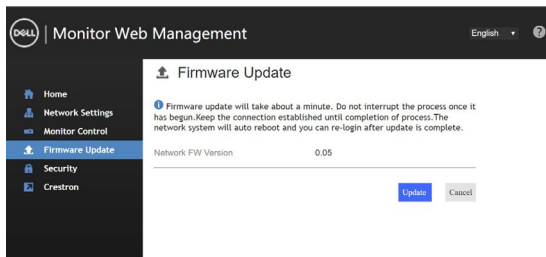 DELL
Monitor Web Management
English
?
Home
Network Settings
Monitor Control
Firmware Update
Security
Crestron
Firmware Update
Firmware update will take about a minute. Do not interrupt the process once it
has begun.Keep the connection established until completion of process.The
network system will auto reboot and you can re-login after update is complete.
Network FW Version 0.05
Update Cancel